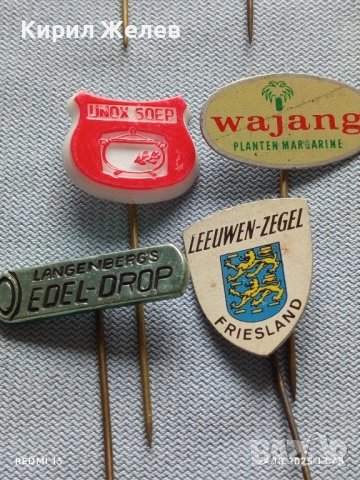 Кирил Желев
UNOX SOEP
wajang
PLANTEN MARGARINE
LANGENBERG'S
EDEL-DROP
LEEUWEN-ZEGEL
FRIESLAND
REDMI 13